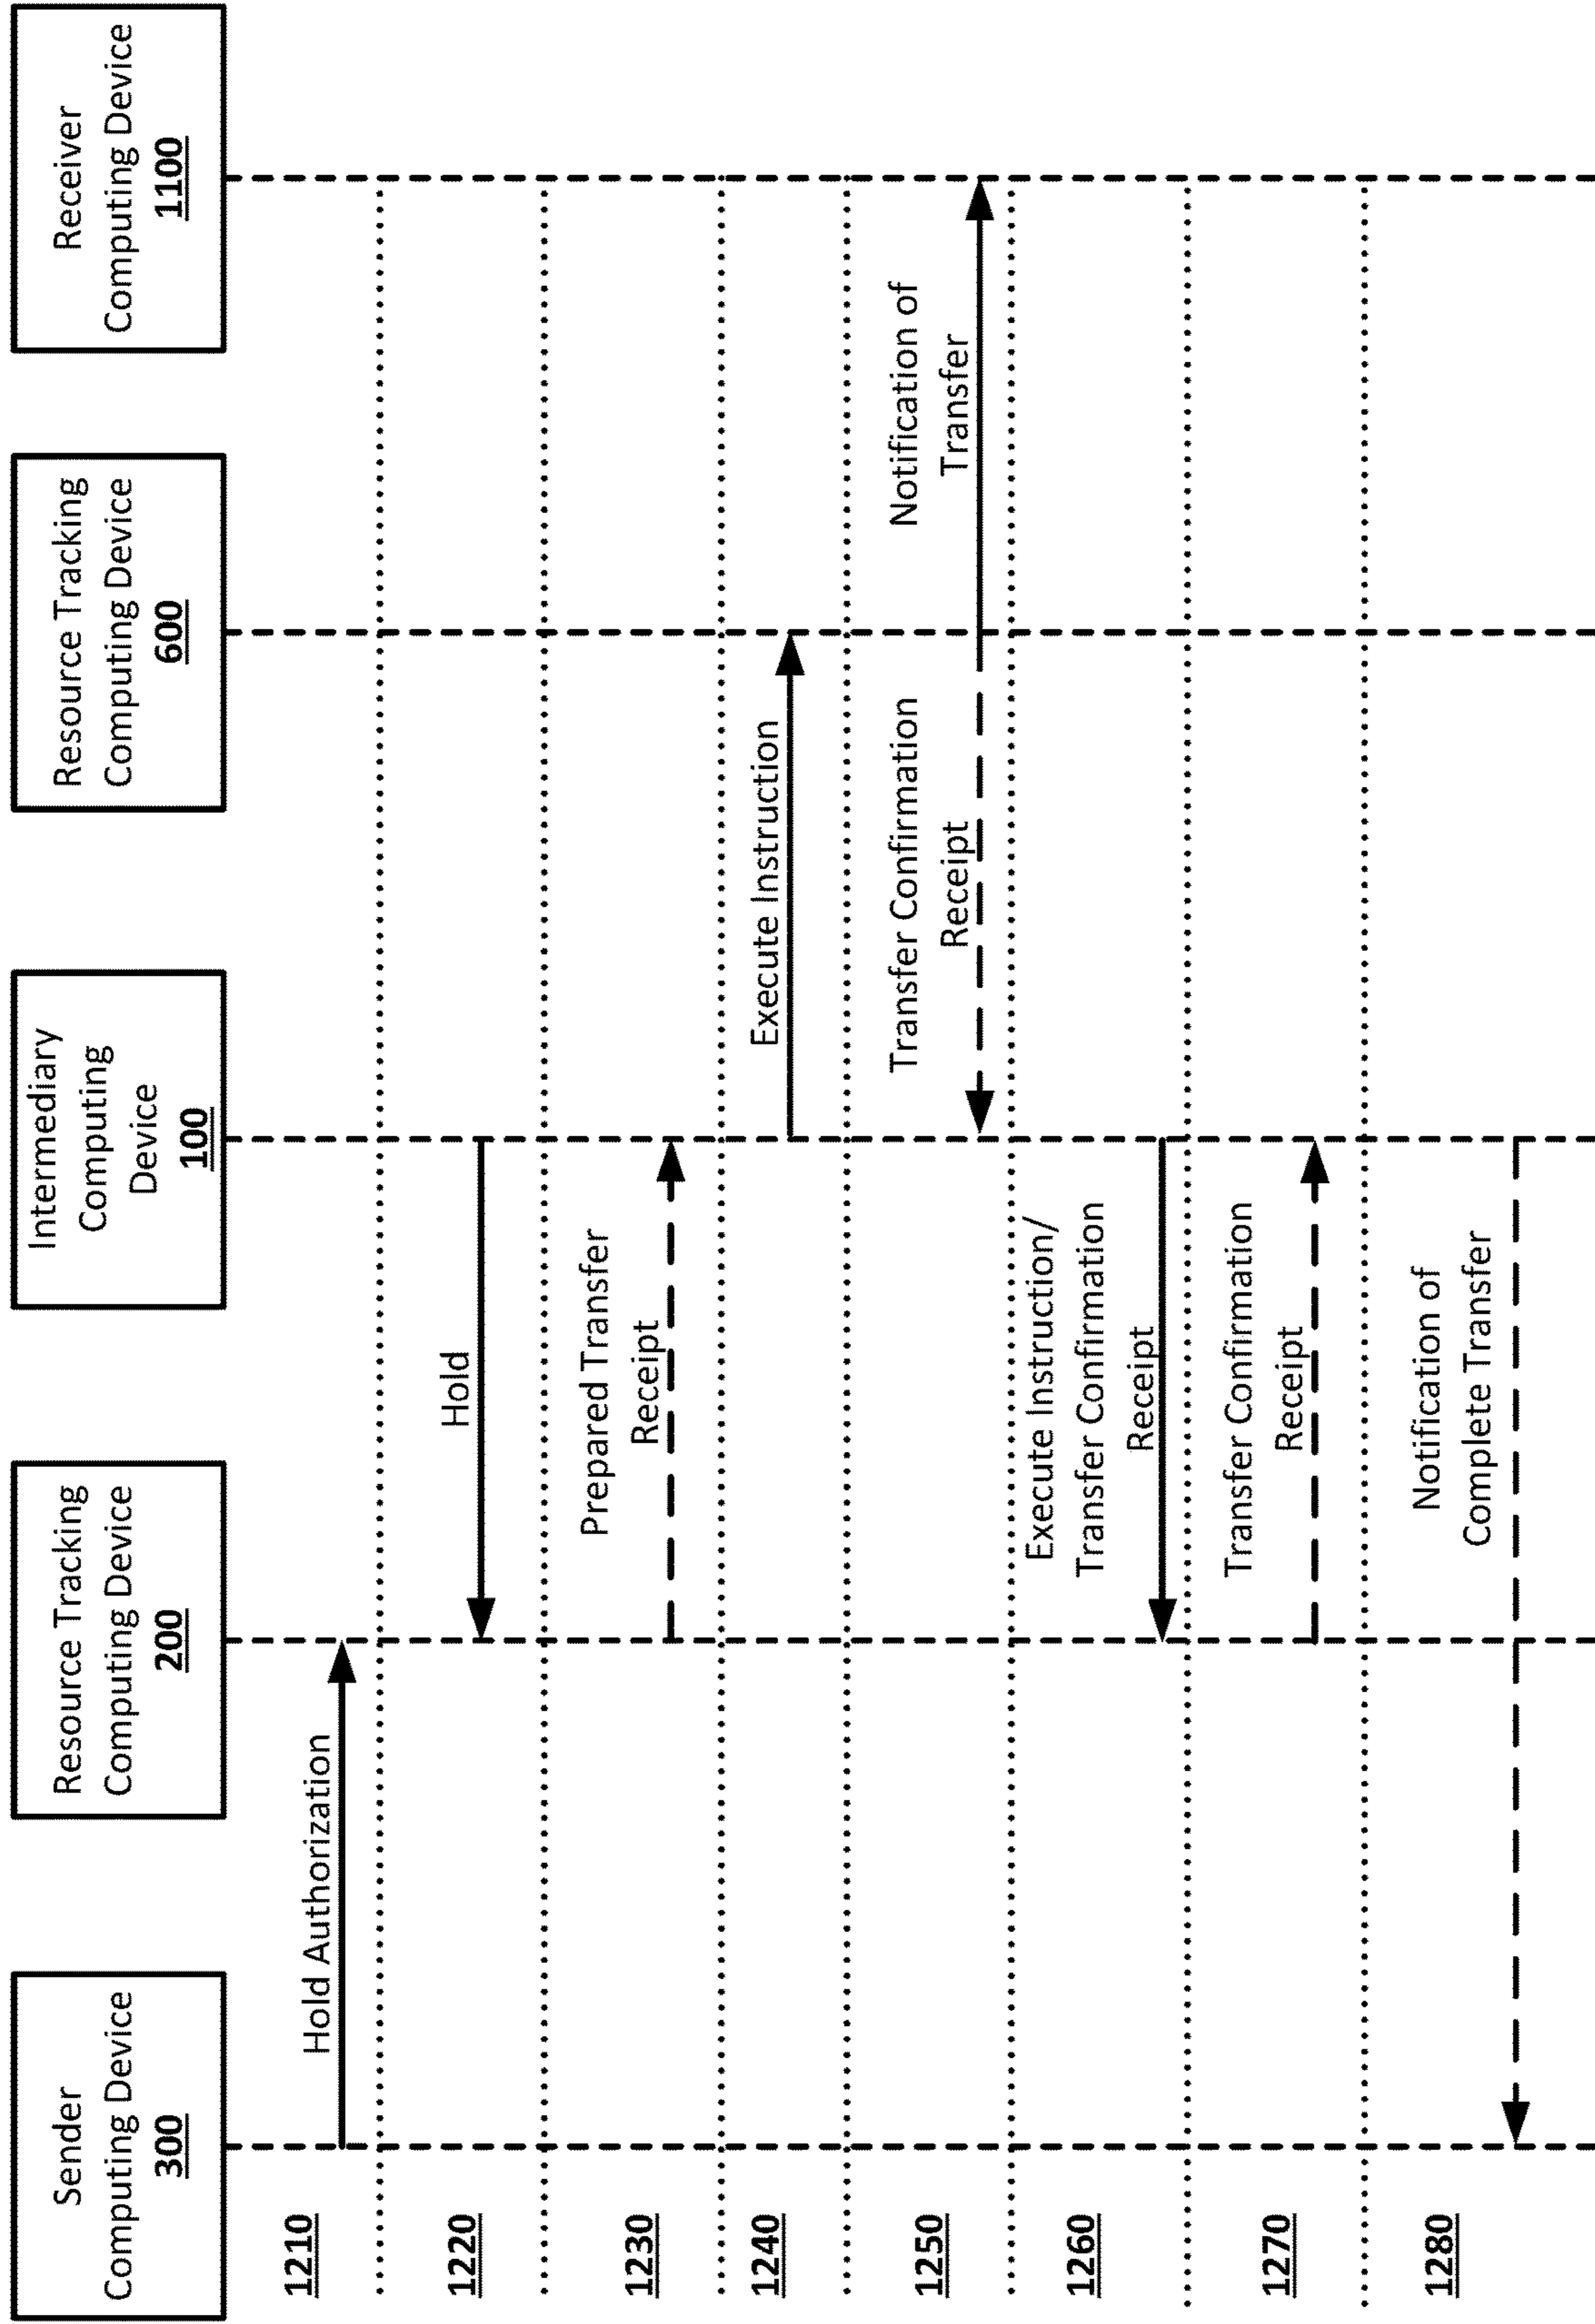 Sender
Computing Device
300
Resource Tracking
Computing Device
200
Intermediary
Computing
Device
100
Resource Tracking
Computing Device
600
Receiver
Computing Device
1100
1210
Hold Authorization
1220
Hold
1230
Prepared Transfer
Receipt
1240
Execute Instruction
1250
Transfer Confirmation
Receipt
Notification of
Transfer
1260
Execute Instruction/
Transfer Confirmation
Receipt
1270
Transfer Confirmation
Receipt
1280
Notification of
Complete Transfer